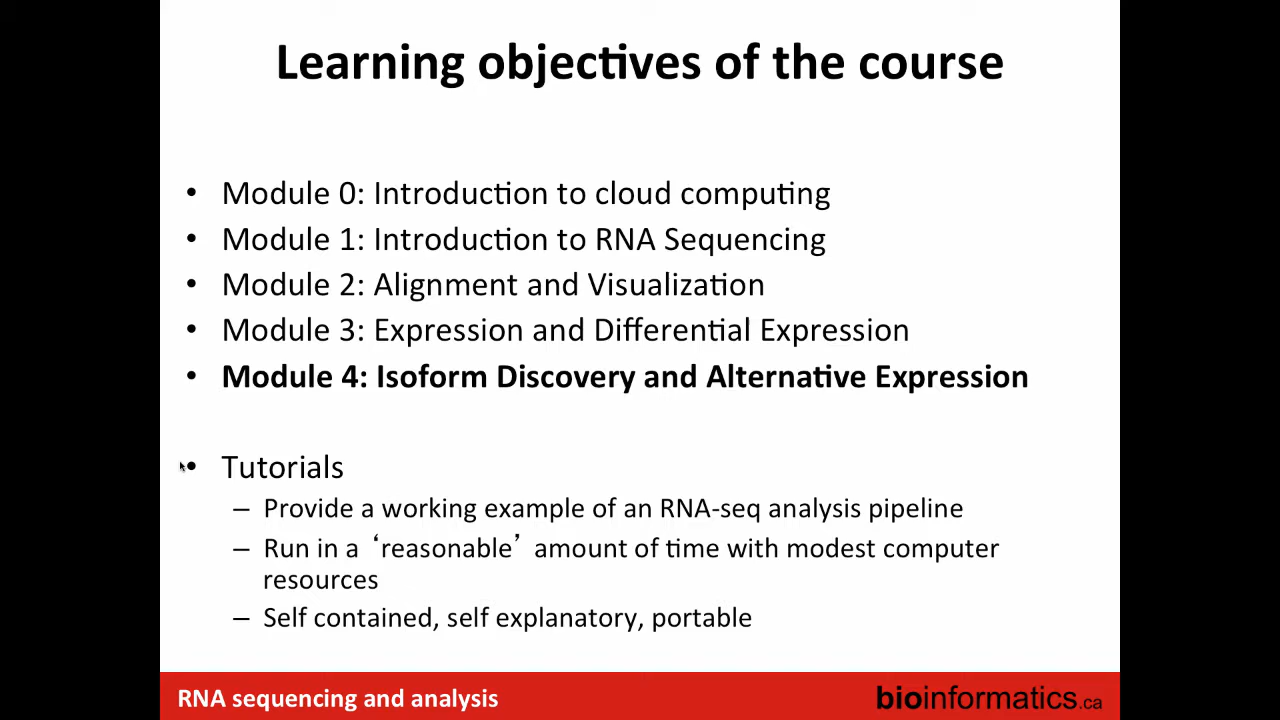 Learning objectives of the course
• Module 0: Introduction to cloud computing
• Module 1: Introduction to RNA Sequencing
• Module 2: Alignment and Visualization
• Module 3: Expression and Differential Expression
• Module 4: Isoform Discovery and Alternative Expression
• Tutorials
– Provide a working example of an RNA-seq analysis pipeline
– Run in a ‘reasonable’ amount of time with modest computer
resources
– Self contained, self explanatory, portable
RNA sequencing and analysis
bioinformatics.ca